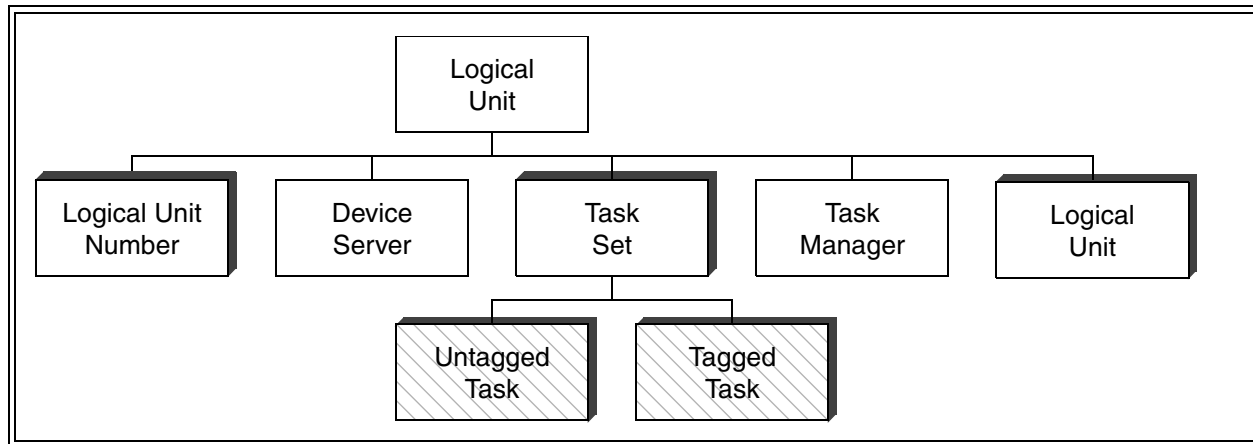 Logical
Unit
Logical Unit
Number
Device
Server
Task
Set
Task
Manager
Logical
Unit
Untagged
Task
Tagged
Task